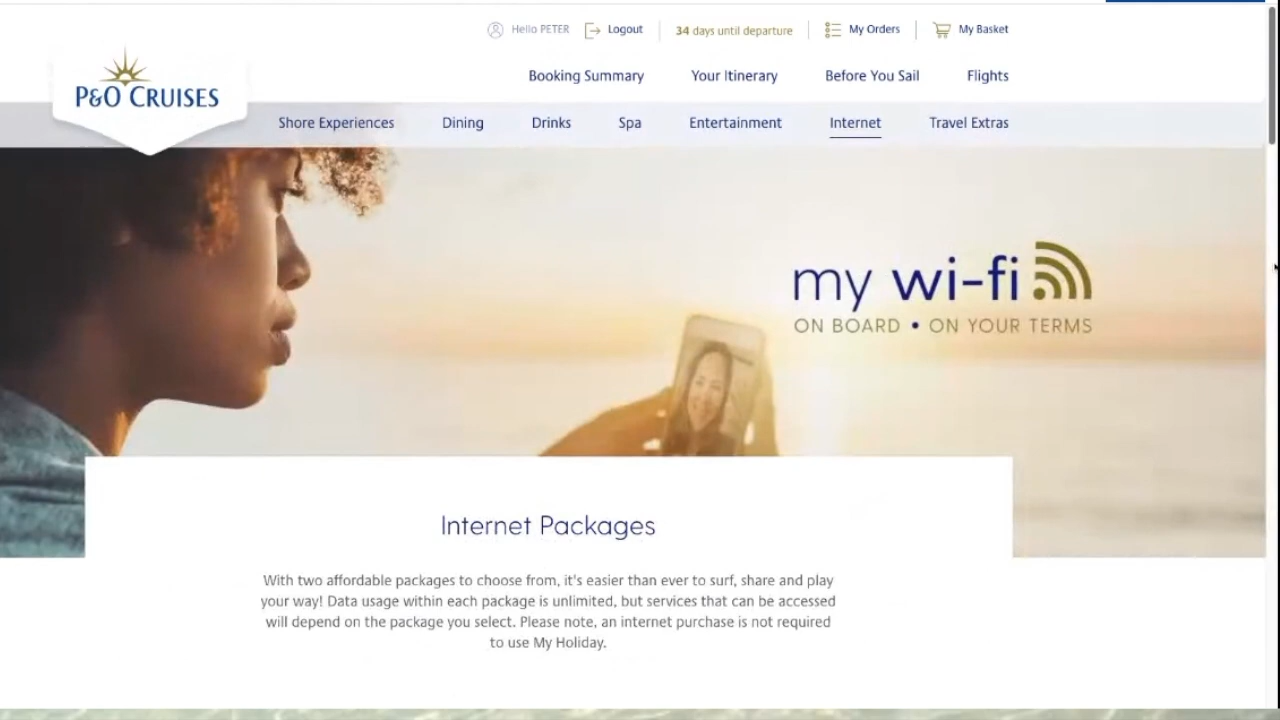 Hello PETER Logout 34 days until departure My Orders My Basket
P&O CRUISES
Booking Summary Your Itinerary Before You Sail Flights
Shore Experiences Dining Drinks Spa Entertainment Internet Travel Extras
my wi-fi
ON BOARD • ON YOUR TERMS
Internet Packages
With two affordable packages to choose from, it's easier than ever to surf, share and play
your way! Data usage within each package is unlimited, but services that can be accessed
will depend on the package you select. Please note, an internet purchase is not required
to use My Holiday.